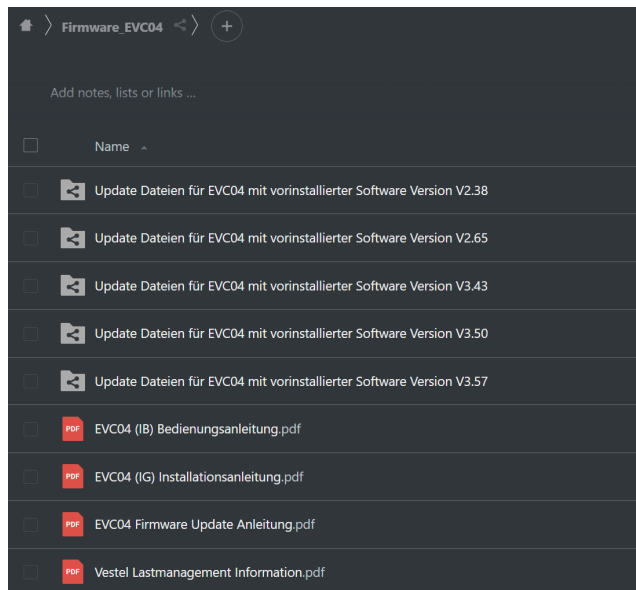 Firmware_EVC04
Add notes, lists or links ...
Name
Update Dateien für EVC04 mit vorinstallierter Software Version V2.38
Update Dateien für EVC04 mit vorinstallierter Software Version V2.65
Update Dateien für EVC04 mit vorinstallierter Software Version V3.43
Update Dateien für EVC04 mit vorinstallierter Software Version V3.50
Update Dateien für EVC04 mit vorinstallierter Software Version V3.57
PDF EVC04 (IB) Bedienungsanleitung.pdf
PDF EVC04 (IG) Installationsanleitung.pdf
PDF EVC04 Firmware Update Anleitung.pdf
PDF Vestel Lastmanagement Information.pdf